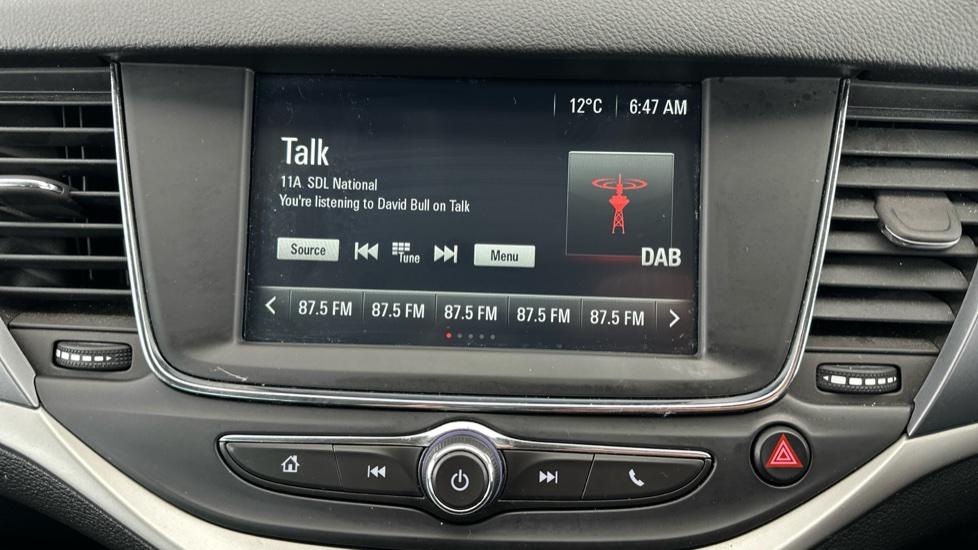 12°C 6:47 AM
Talk
11A SDL National
You're listening to David Bull on Talk
Source Tune Menu
DAB
87.5 FM 87.5 FM 87.5 FM 87.5 FM 87.5 FM